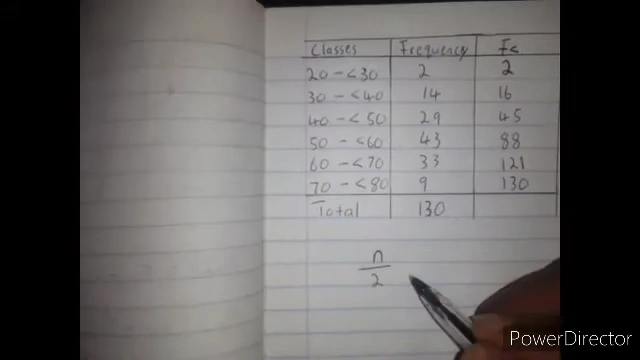 Classes Frequency Fc
20 - <30 2 2
30 - <40 14 16
40 - <50 29 45
50 - <60 43 88
60 - <70 33 121
70 - <80 9 130
Total 130
n
2
PowerDirector